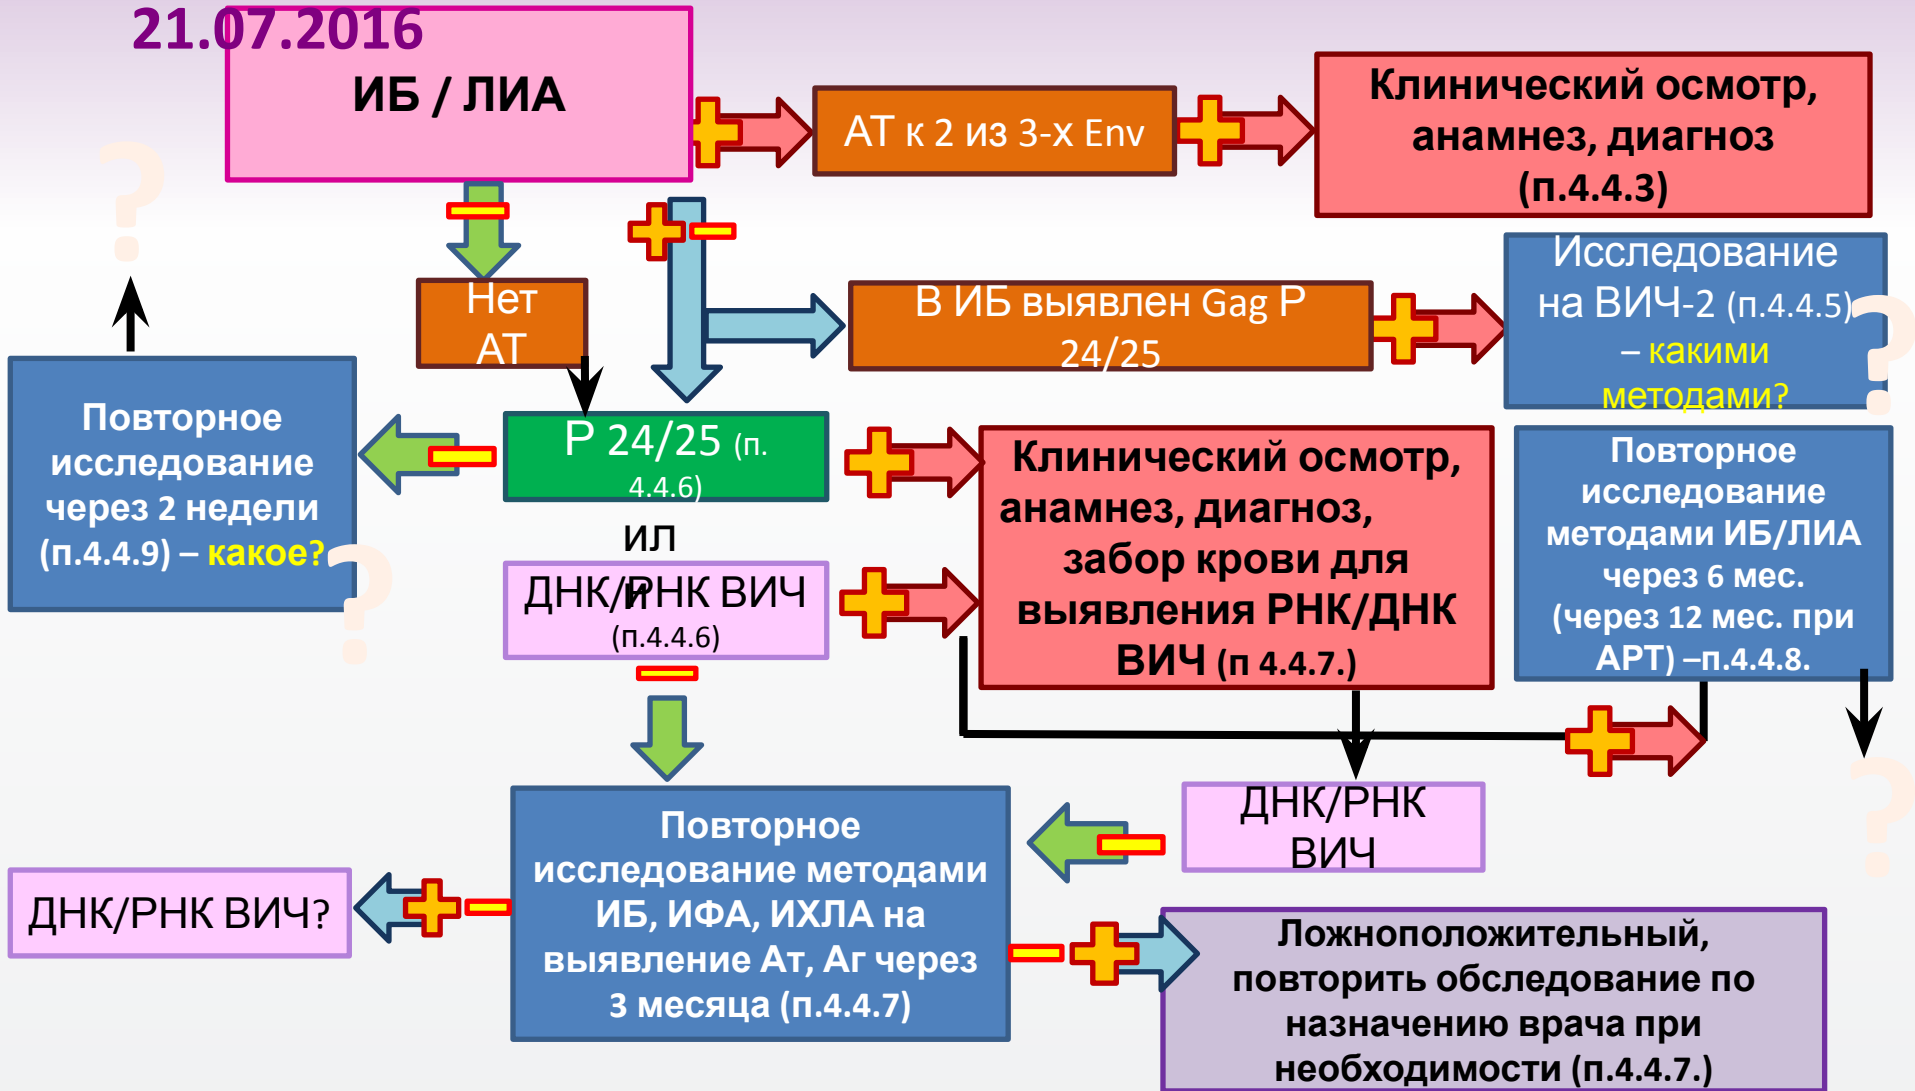 21.07.2016
ИБ / ЛИА
АТ к 2 из 3-х Env
Клинический осмотр,
анамнез, диагноз
(п.4.4.3)
?
Нет
АТ
В ИБ выявлен Gag Р
24/25
Исследование
на ВИЧ-2 (п.4.4.5)
– какими
методами?
?
Повторное
исследование
через 2 недели
(п.4.4.9) – какое?
?
Р 24/25 (п.
4.4.6)
ил
и
ДНК/РНК ВИЧ
(п.4.4.6)
Клинический осмотр,
анамнез, диагноз,
забор крови для
выявления РНК/ДНК
ВИЧ (п 4.4.7.)
Повторное
исследование
методами ИБ/ЛИА
через 6 мес.
(через 12 мес. при
АРТ) –п.4.4.8.
?
ДНК/РНК
ВИЧ
Повторное
исследование методами
ИБ, ИФА, ИХЛА на
выявление Ат, Аг через
3 месяца (п.4.4.7)
ДНК/РНК ВИЧ?
Ложноположительный,
повторить обследование по
назначению врача при
необходимости (п.4.4.7.)